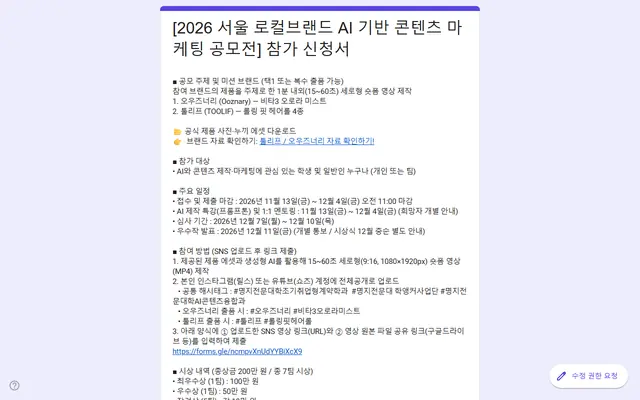 [2026 서울 로컬브랜드 AI 기반 콘텐츠 마
케팅 공모전] 참가 신청서
■ 공모 주제 및 미션 브랜드 (택1 또는 복수 출품 가능)
참여 브랜드의 제품을 주제로 한 1분 내외(15~60초) 세로형 숏폼 영상 제작
1. 오우즈너리 (Ooznary) — 비타3 오로라 미스트
2. 툴리프 (TOOLIF) — 롤링 핏 헤어롤 4종
공식 제품 사진·누끼 에셋 다운로드
브랜드 자료 확인하기: 툴리프 / 오우즈너리 자료 확인하기!
■ 참가 대상
• AI와 콘텐츠 제작·마케팅에 관심 있는 학생 및 일반인 누구나 (개인 또는 팀)
■ 주요 일정
• 접수 및 제출 마감 : 2026년 11월 13일(금) ~ 12월 4일(금) 오전 11:00 마감
• AI 제작 특강(프롬프톤) 및 1:1 멘토링 : 11월 13일(금) ~ 12월 4일(금) (희망자 개별 안내)
• 심사 기간 : 2026년 12월 7일(월) ~ 12월 10일(목)
• 우수작 발표 : 2026년 12월 11일(금) (개별 통보 / 시상식 12월 중순 별도 안내)
■ 참여 방법 (SNS 업로드 후 링크 제출)
1. 제공된 제품 에셋과 생성형 AI를 활용해 15~60초 세로형(9:16, 1080×1920px) 숏폼 영상
(MP4) 제작
2. 본인 인스타그램(릴스) 또는 유튜브(쇼츠) 계정에 전체공개로 업로드
• 공통 해시태그 : #명지전문대학조기취업형계약학과 #명지전문대 학앵커사업단 #명지전
문대학AI콘텐츠융합과
• 오우즈너리 출품 시 : #오우즈너리 #비타3오로라미스트
• 툴리프 출품 시 : #툴리프 #롤링핏헤어롤
3. 아래 양식에 ① 업로드한 SNS 영상 링크(URL)와 ② 영상 원본 파일 공유 링크(구글드라이
브 등)를 입력하여 제출
https://forms.gle/ncmpvXnUdYYBiXcX9
■ 시상 내역 (총상금 200만 원 / 총 7팀 시상)
• 최우수상 (1팀) : 100만 원
• 우수상 (1팀) : 50만 원
수정 권한 요청